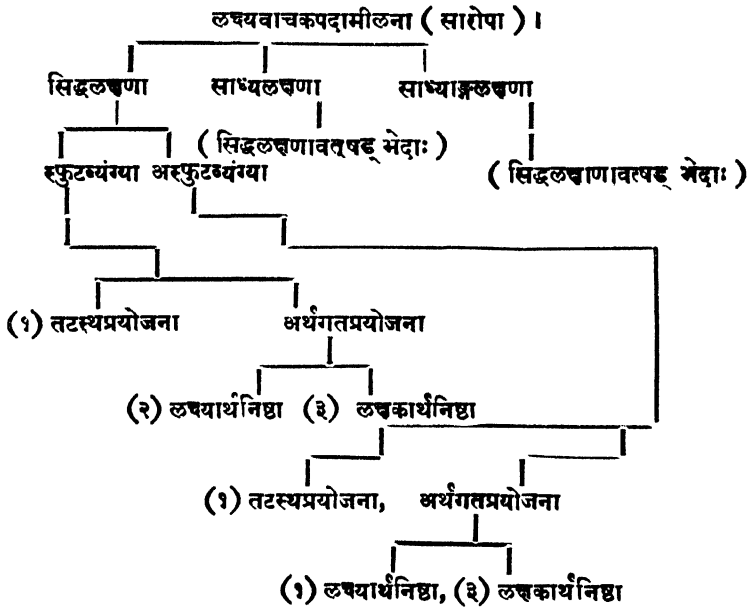 लक्ष्यवाचकपदामीलना ( सारोपा ) ।
सिद्धलक्षणा साध्यलक्षणा साध्याङ्गलक्षणा
( सिद्धलक्षणावत्षड् भेदाः )
स्फुटव्यंग्या अस्फुटव्यंग्या
( सिद्धलक्षाणावत्षड् भेदाः )
(१) तटस्थप्रयोजना अर्थगतप्रयोजना
(२) लक्ष्यार्थनिष्ठा (३) लक्षकार्थनिष्ठा
(१) तटस्थप्रयोजना, अर्थगतप्रयोजना
(१) लक्ष्यार्थनिष्ठा, (३) लक्षकार्थनिष्ठा